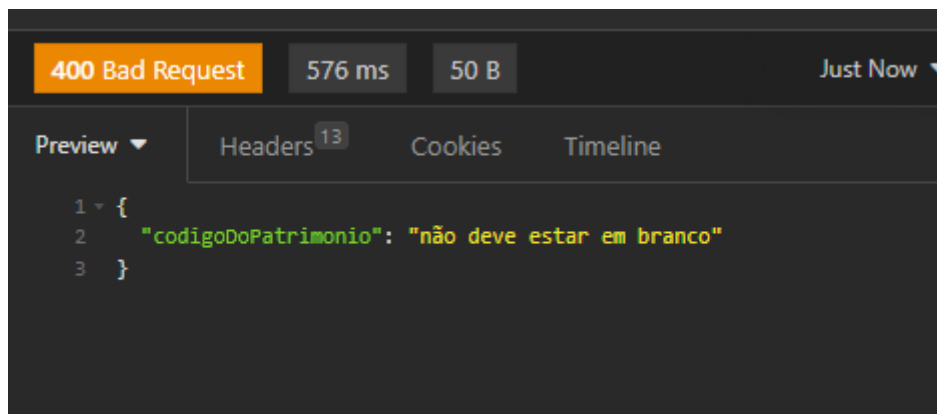 400 Bad Request 576 ms 50 B Just Now
Preview Headers 13 Cookies Timeline
1 {
2 "codigoDoPatrimonio": "não deve estar em branco"
3 }